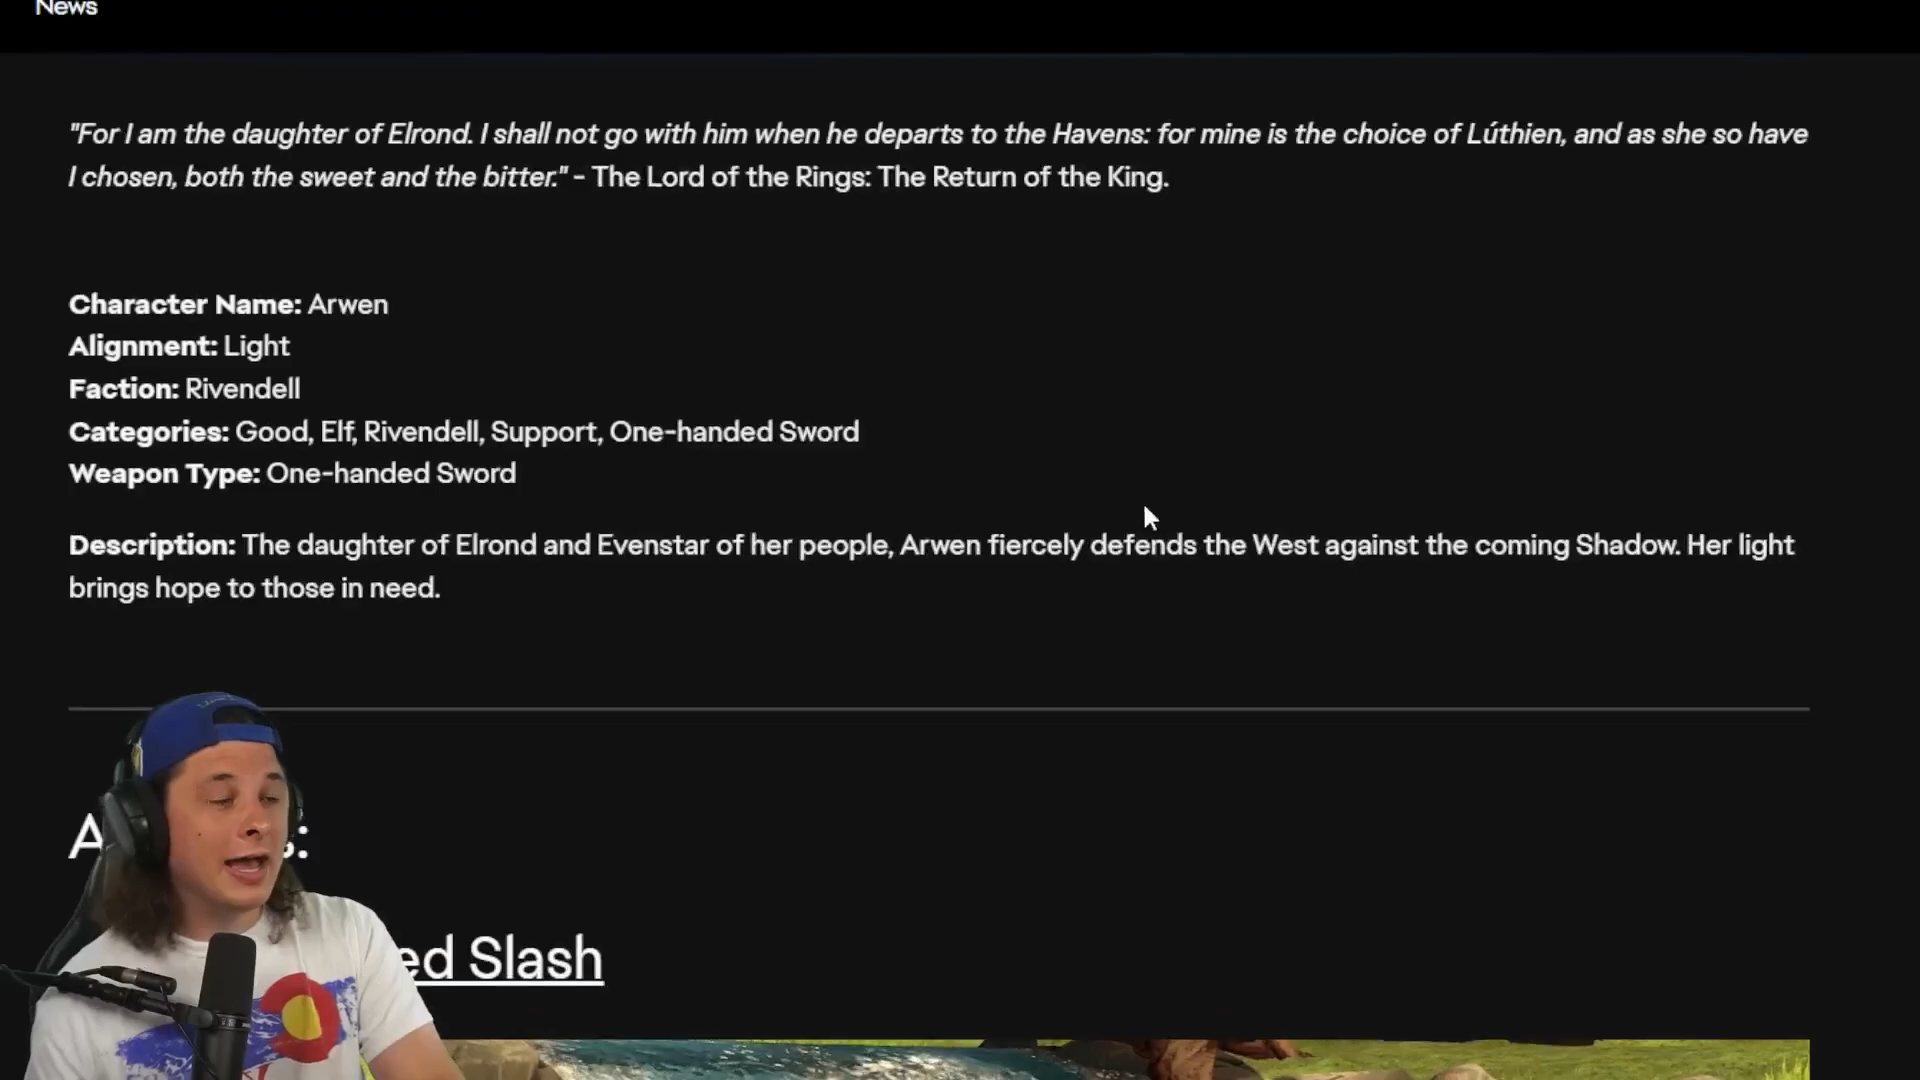 News
"For I am the daughter of Elrond. I shall not go with him when he departs to the Havens: for mine is the choice of Lúthien, and as she so have
I chosen, both the sweet and the bitter." - The Lord of the Rings: The Return of the King.
Character Name: Arwen
Alignment: Light
Faction: Rivendell
Categories: Good, Elf, Rivendell, Support, One-handed Sword
Weapon Type: One-handed Sword
Description: The daughter of Elrond and Evenstar of her people, Arwen fiercely defends the West against the coming Shadow. Her light
brings hope to those in need.
Slash